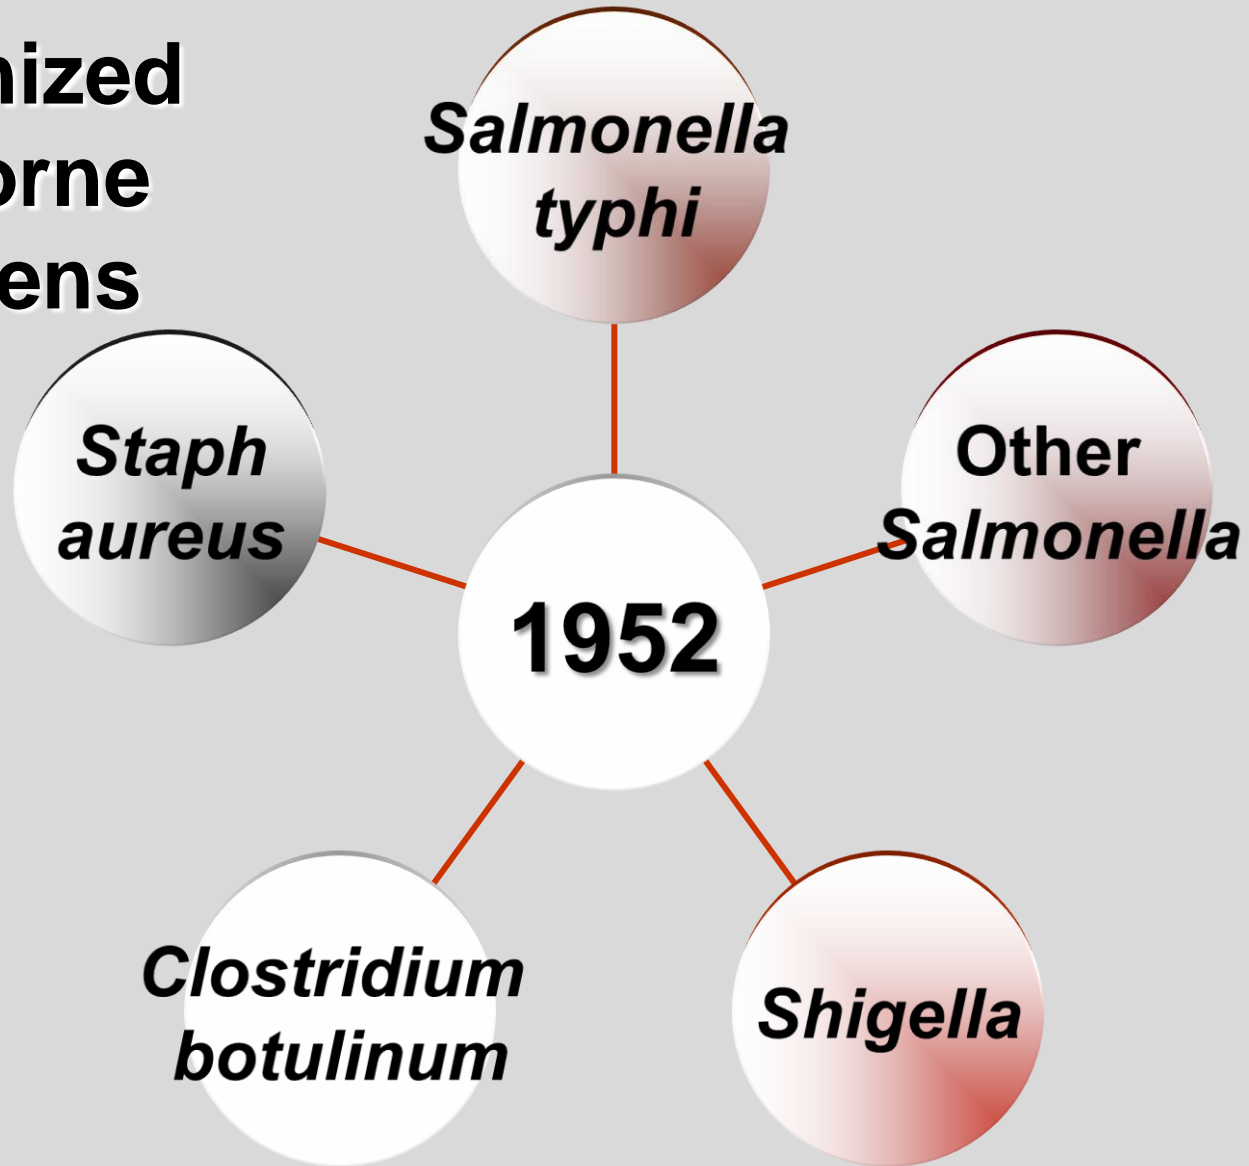 nized
orne
ens
Salmonella
typhi
Staph
aureus
Other
Salmonella
1952
Clostridium
botulinum
Shigella